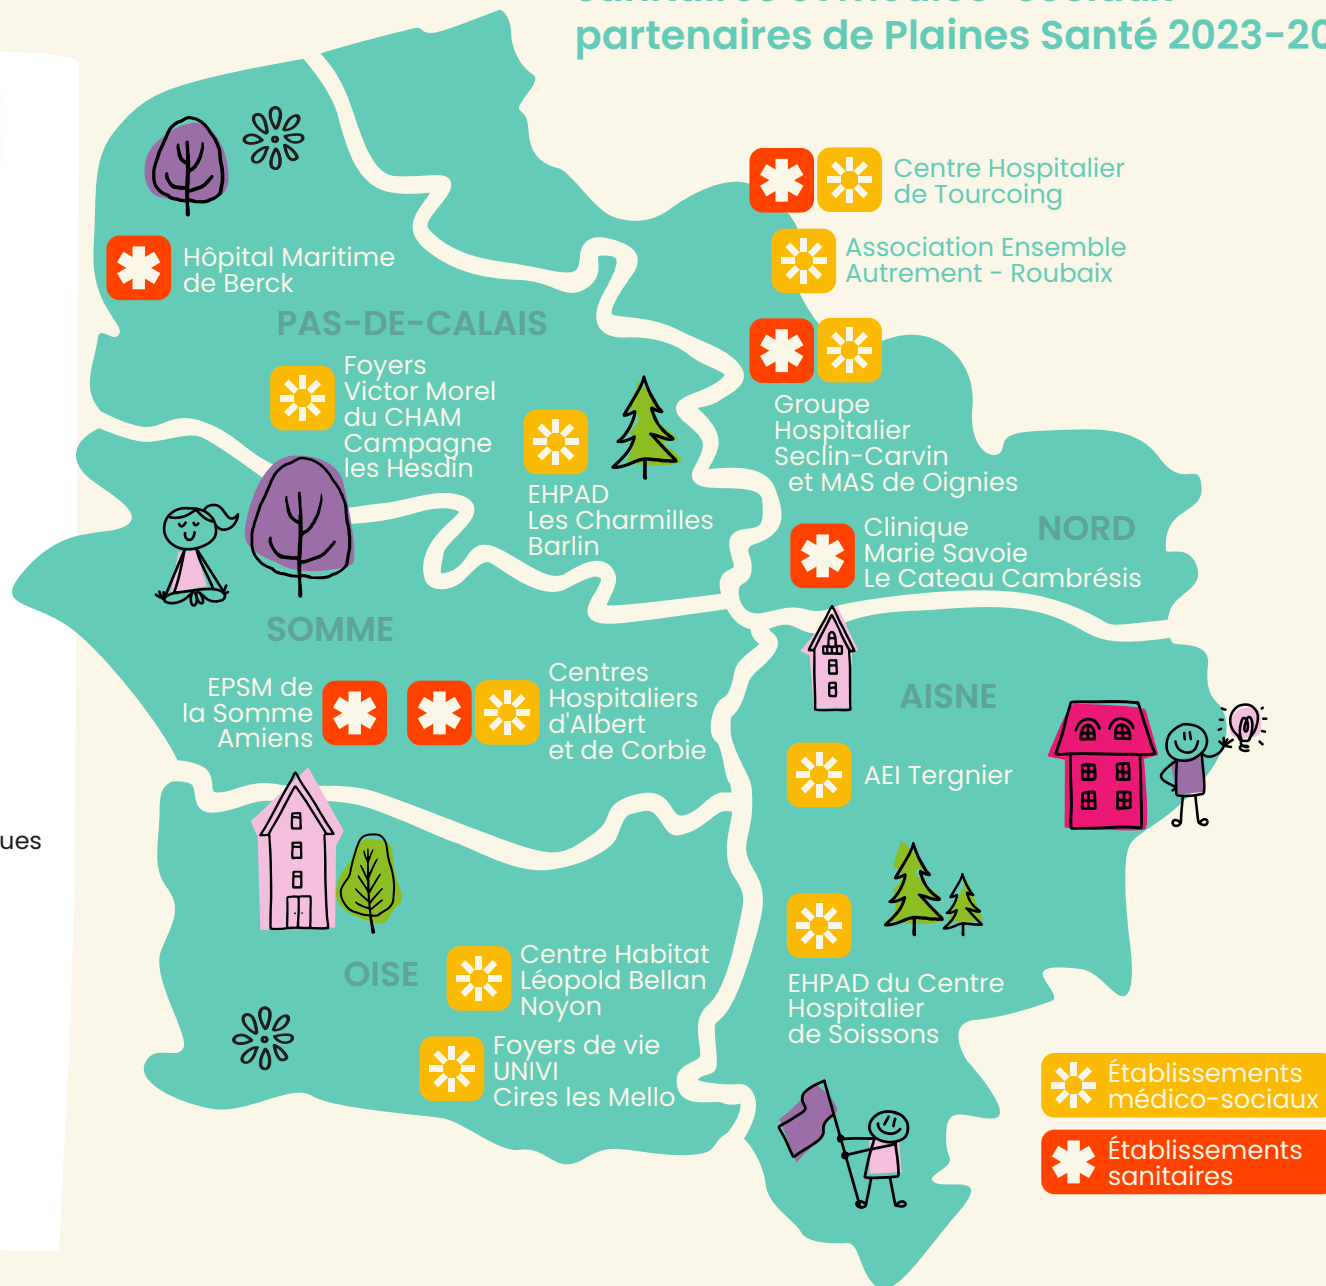 partenaires de Plaines Santé 2023-20
Centre Hospitalier
de Tourcoing
Association Ensemble
Autrement - Roubaix
Hôpital Maritime
de Berck
PAS-DE-CALAIS
Foyers
Victor Morel
du CHAM
Campagne
les Hesdin
EHPAD
Les Charmilles
Barlin
Groupe
Hospitalier
Seclin-Carvin
et MAS de Oignies
NORD
Clinique
Marie Savoie
Le Cateau Cambrésis
SOMME
EPSM de
la Somme
Amiens
Centres
Hospitaliers
d'Albert
et de Corbie
AISNE
AEI Tergnier
ues
OISE
Centre Habitat
Léopold Bellan
Noyon
Foyers de vie
UNIVI
Cires les Mello
EHPAD du Centre
Hospitalier
de Soissons
Établissements
médico-sociaux
Établissements
sanitaires